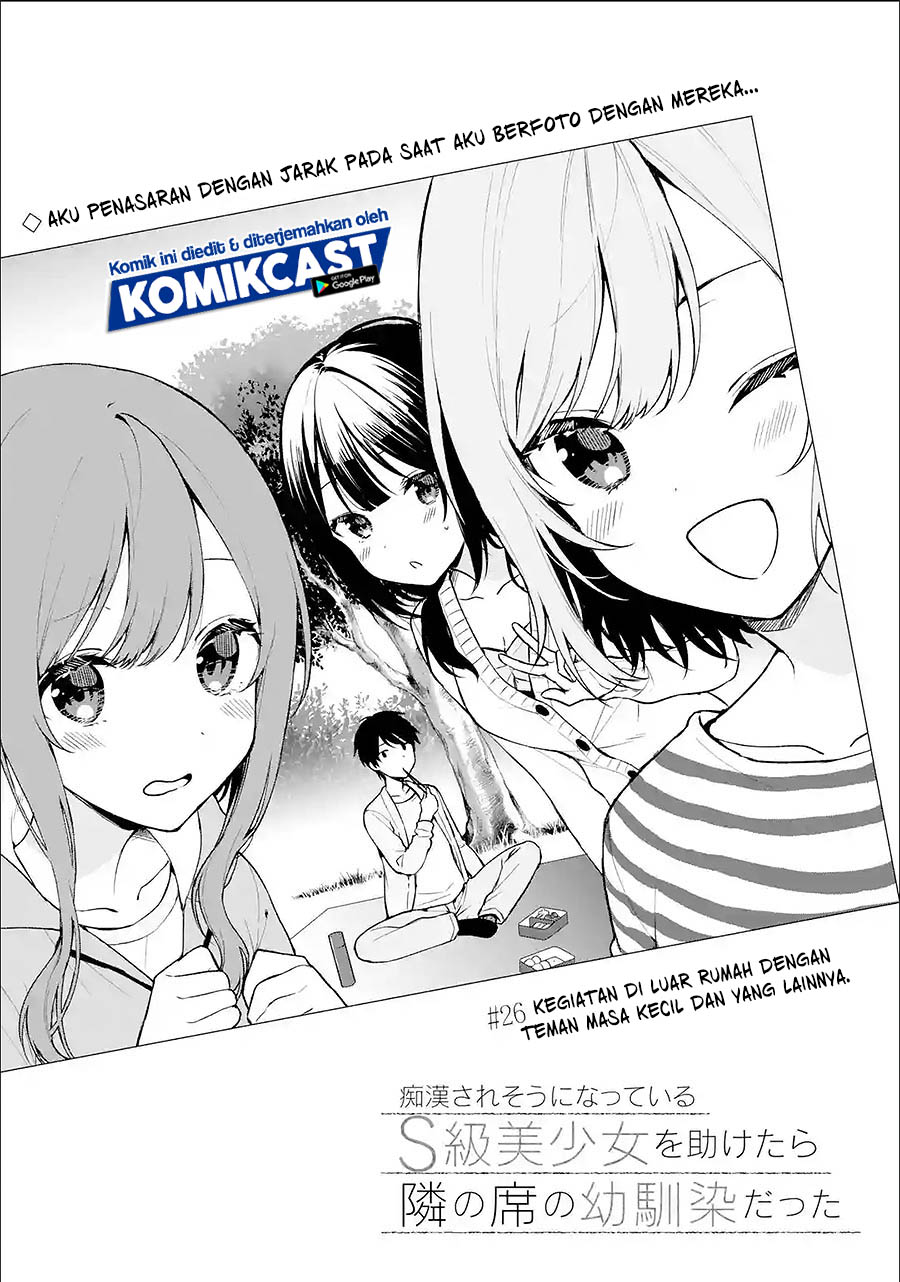 ◇ AKU PENASARAN DENGAN JARAK PADA SAAT AKU BERFOTO DENGAN MEREKA...
Komik ini diedit & diterjemahkan oleh
KOMIKCAST
GET IT ON
Google Play
#26 KEGIATAN DI LUAR RUMAH DENGAN
TEMAN MASA KECIL DAN YANG LAINNYA.
痴漢されそうになっている
S級美少女を助けたら
隣の席の幼馴染だった